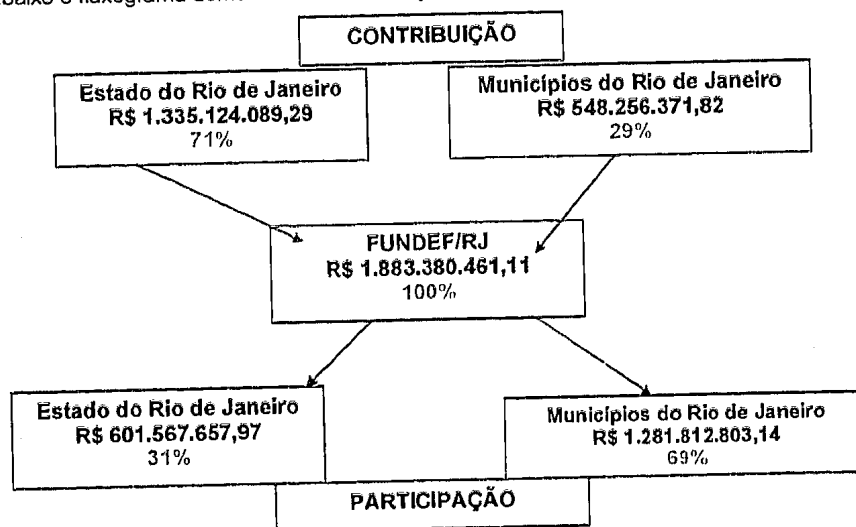 CONTRIBUIÇÃO
Estado do Rio de Janeiro
R$ 1.335.124.089,29
71%
Municípios do Rio de Janeiro
R$ 548.256.371,82
29%
FUNDEF/RJ
R$ 1.883.380.461,11
100%
Estado do Rio de Janeiro
R$ 601.567.657,97
31%
Municípios do Rio de Janeiro
R$ 1.281.812.803,14
69%
PARTICIPAÇÃO